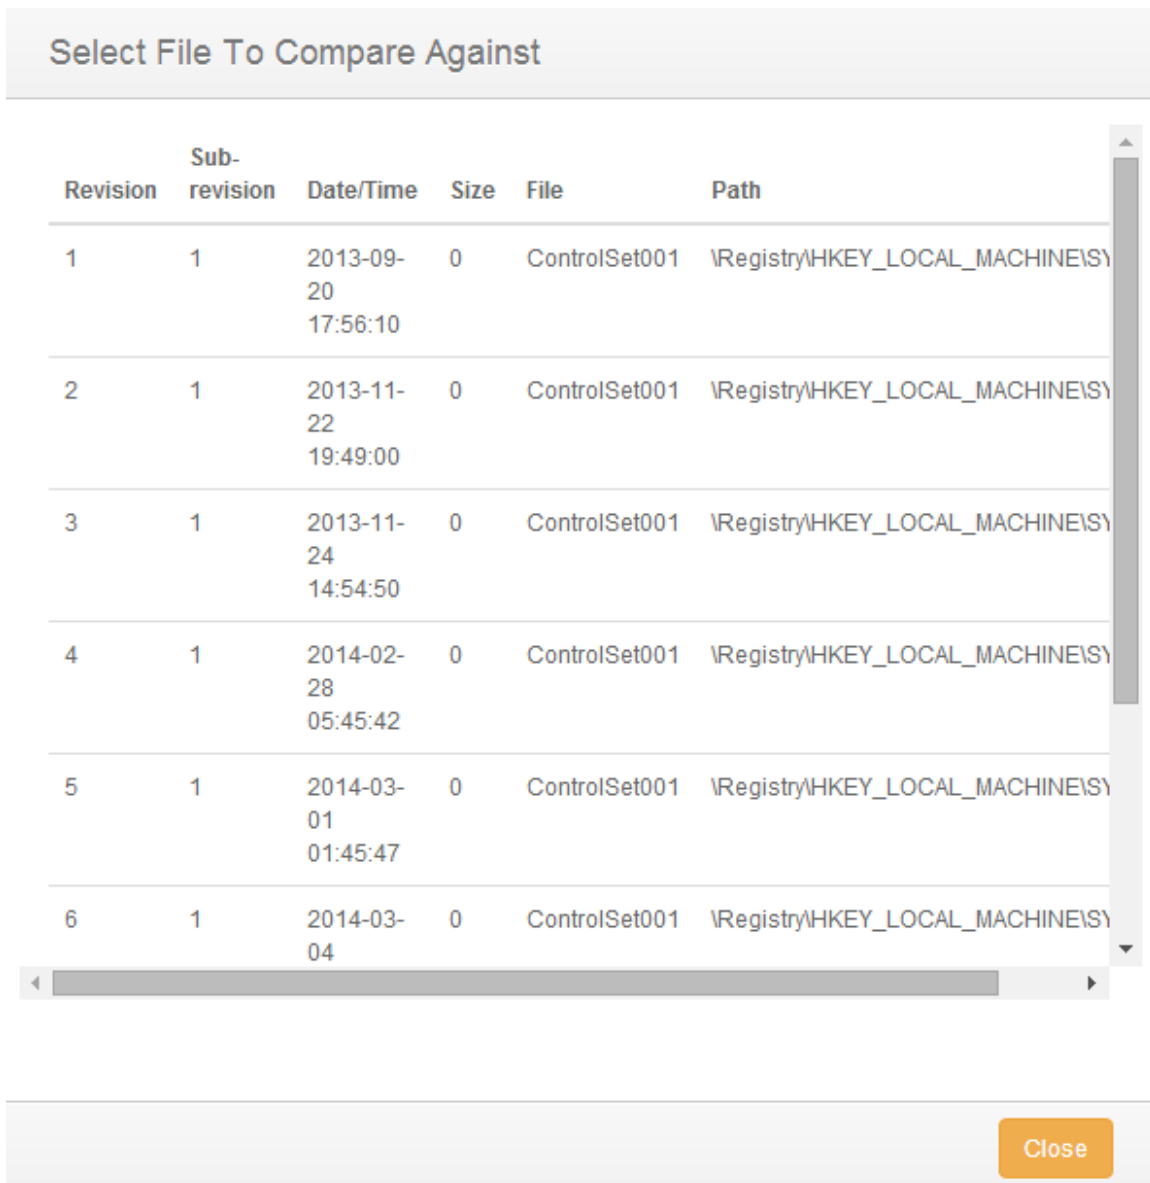 Select File To Compare Against
Sub-
Revision revision Date/Time Size File Path
1 1 2013-09- 0 ControlSet001 \Registry\HKEY_LOCAL_MACHINE\SY
20
17:56:10
2 1 2013-11- 0 ControlSet001 \Registry\HKEY_LOCAL_MACHINE\SY
22
19:49:00
3 1 2013-11- 0 ControlSet001 \Registry\HKEY_LOCAL_MACHINE\SY
24
14:54:50
4 1 2014-02- 0 ControlSet001 \Registry\HKEY_LOCAL_MACHINE\SY
28
05:45:42
5 1 2014-03- 0 ControlSet001 \Registry\HKEY_LOCAL_MACHINE\SY
01
01:45:47
6 1 2014-03- 0 ControlSet001 \Registry\HKEY_LOCAL_MACHINE\SY
04
Close